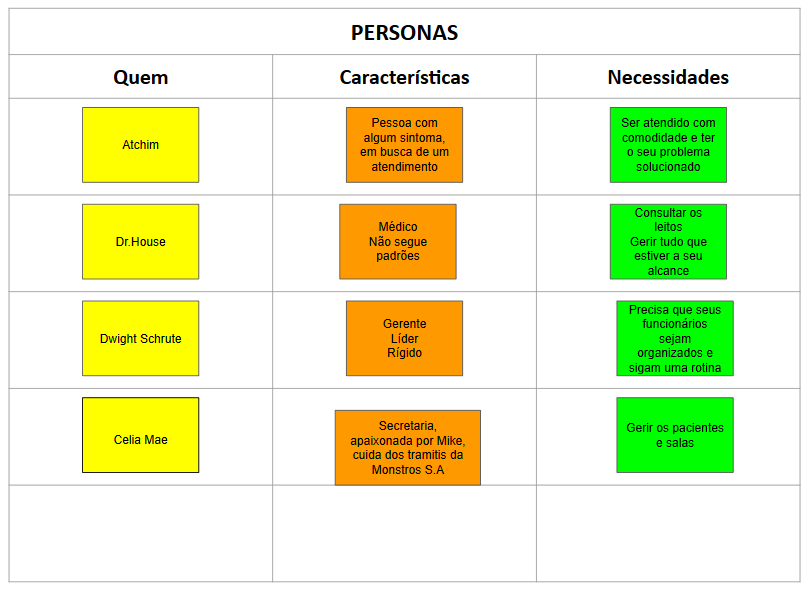 PERSONAS
Quem
Características
Necessidades
Atchim
Pessoa com
algum sintoma,
em busca de um
atendimento
Ser atendido com
comodidade e ter
o seu problema
solucionado
Dr.House
Médico
Não segue
padrões
Consultar os
leitos
Gerir tudo que
estiver a seu
alcance
Dwight Schrute
Gerente
Líder
Rígido
Precisa que seus
funcionários
sejam
organizados e
sigam uma rotina
Celia Mae
Secretaria,
apaixonada por Mike,
cuida dos tramitis da
Monstros S.A
Gerir os pacientes
e salas